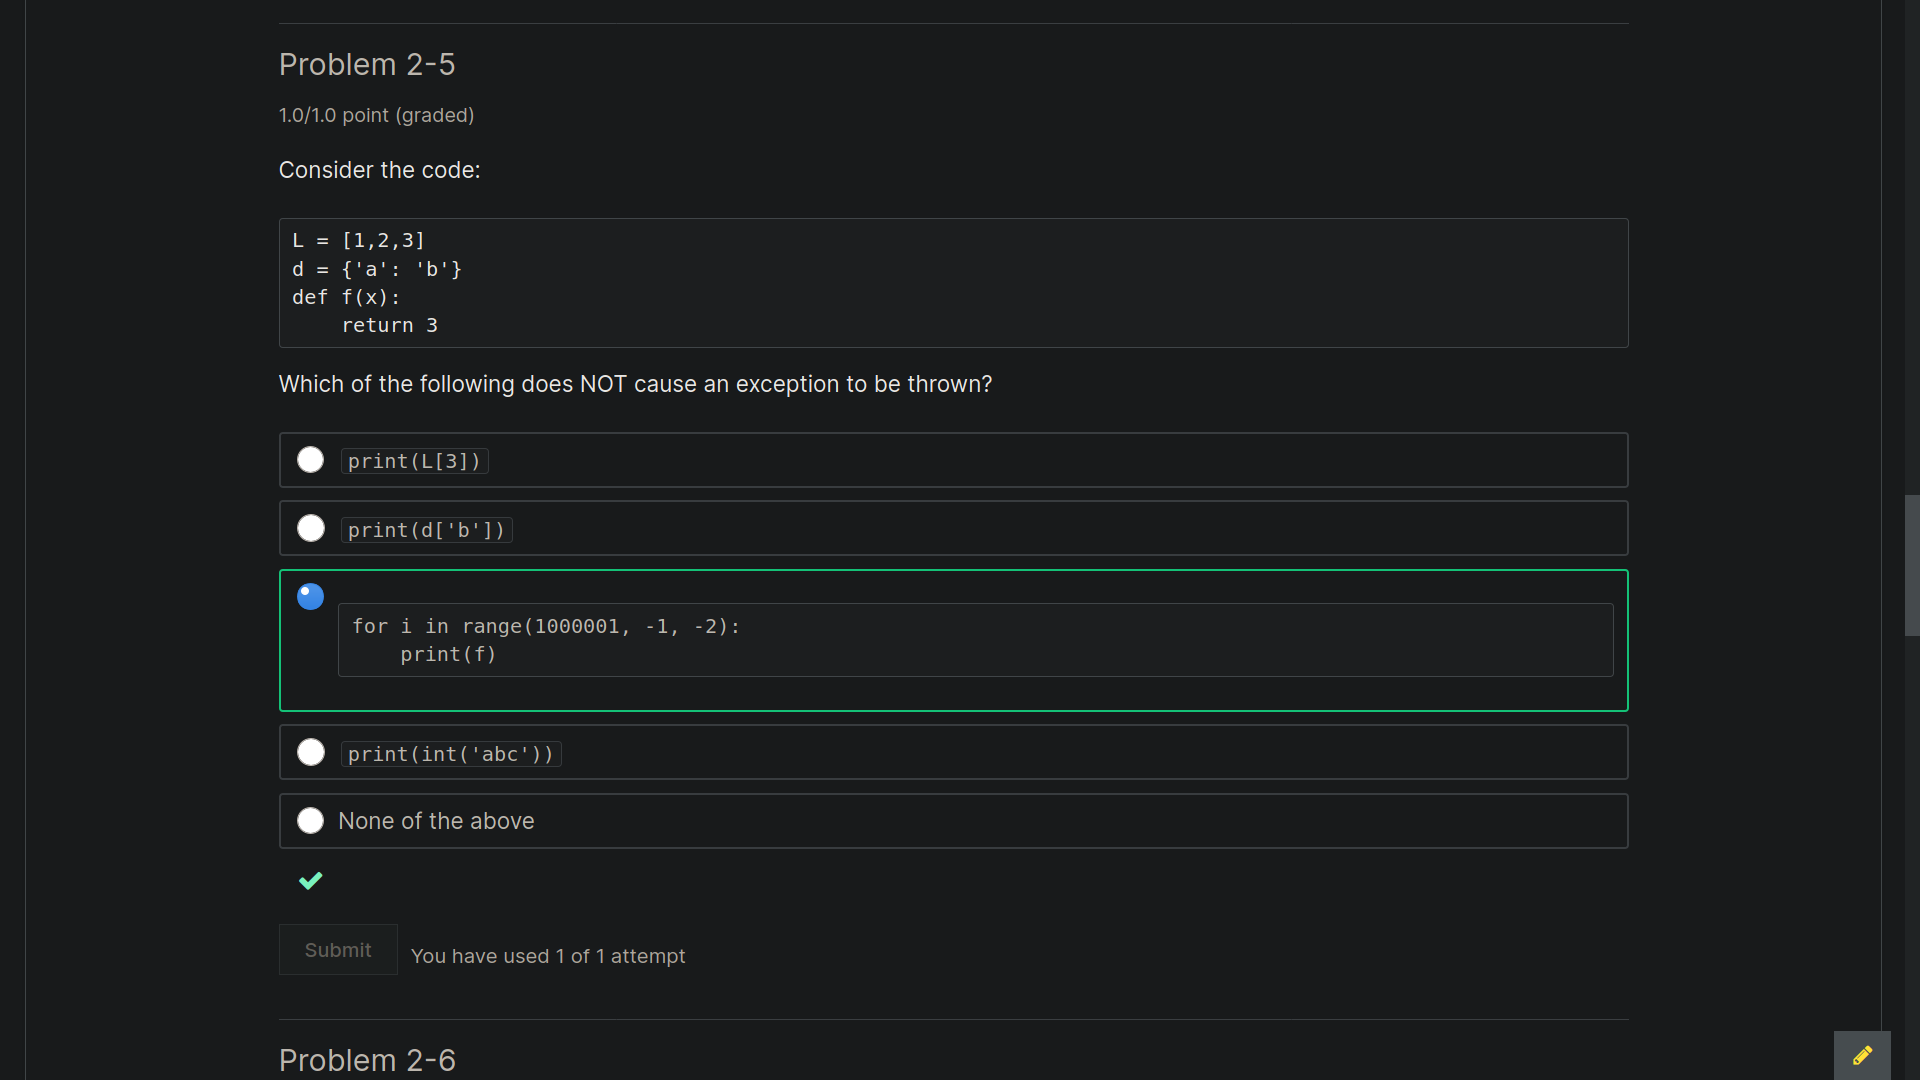 Problem 2-5
1.0/1.0 point (graded)
Consider the code:
L = [1,2,3]
d = {'a': 'b'}
def f(x):
    return 3
Which of the following does NOT cause an exception to be thrown?
print(L[3])
print(d['b'])
for i in range(1000001, -1, -2):
    print(f)
print(int('abc'))
None of the above
Submit
You have used 1 of 1 attempt
Problem 2-6